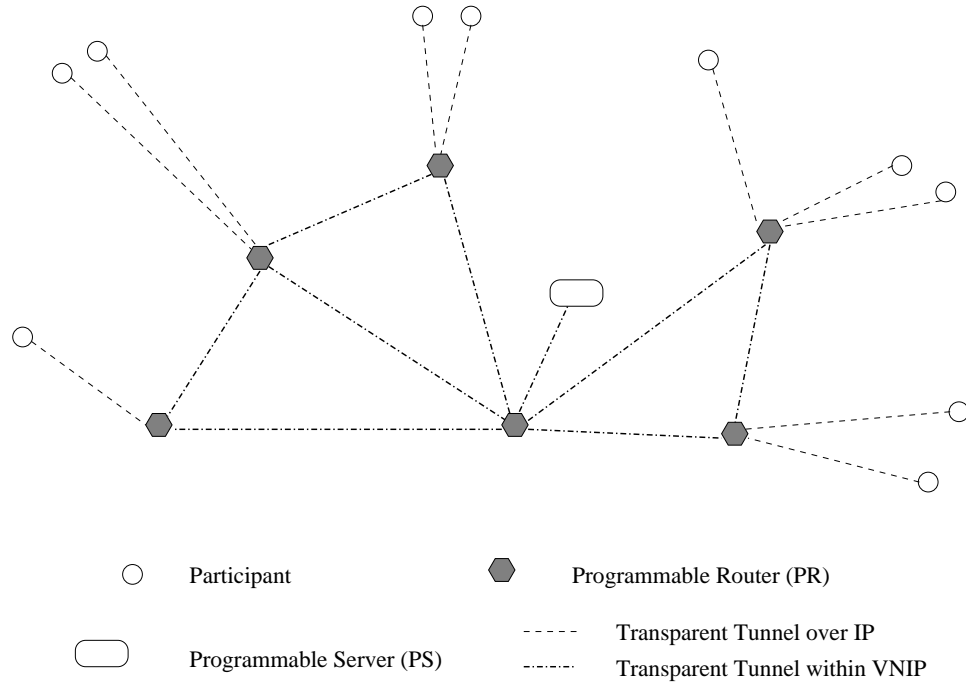 Participant
Programmable Router (PR)
Programmable Server (PS)
Transparent Tunnel over IP
Transparent Tunnel within VNIP